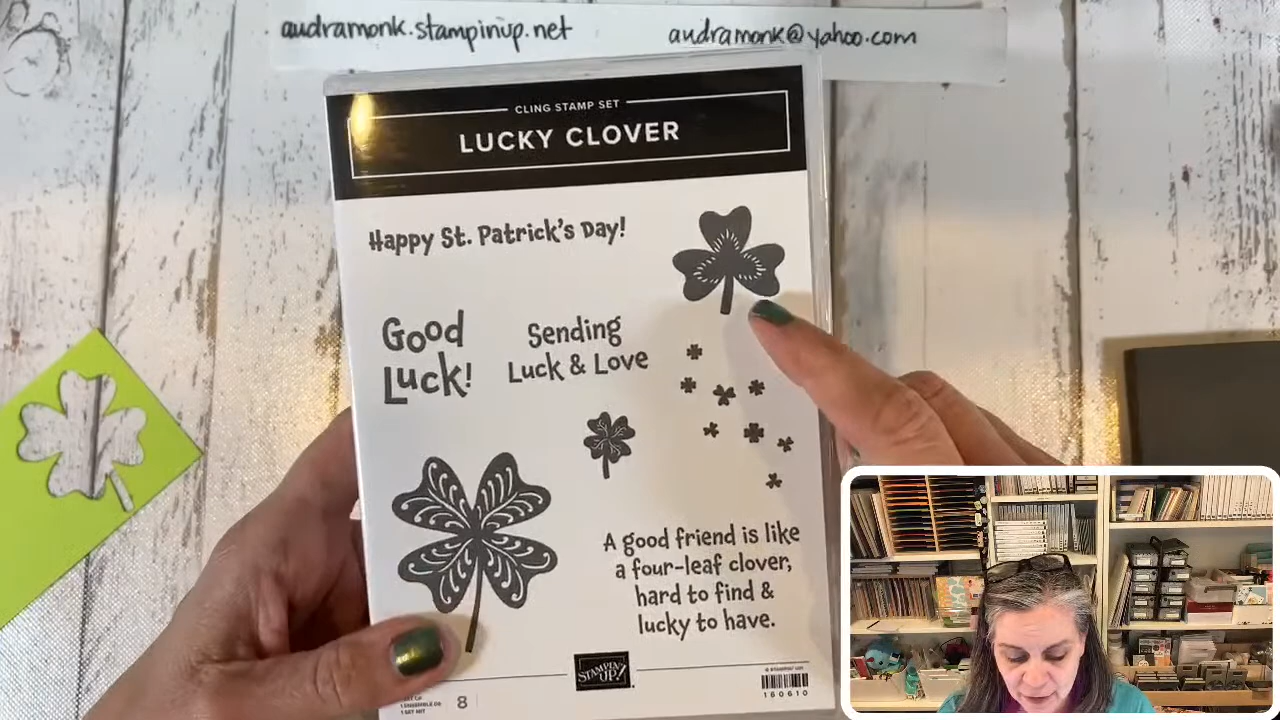 audramonk.stampinup.net
audramonk@yahoo.com
CLING STAMP SET
LUCKY CLOVER
Happy St. Patrick's Day!
Good
Luck!
Sending
Luck & Love
A good friend is like
a four-leaf clover,
hard to find &
lucky to have.
8
STAMPIN' UP!
160610